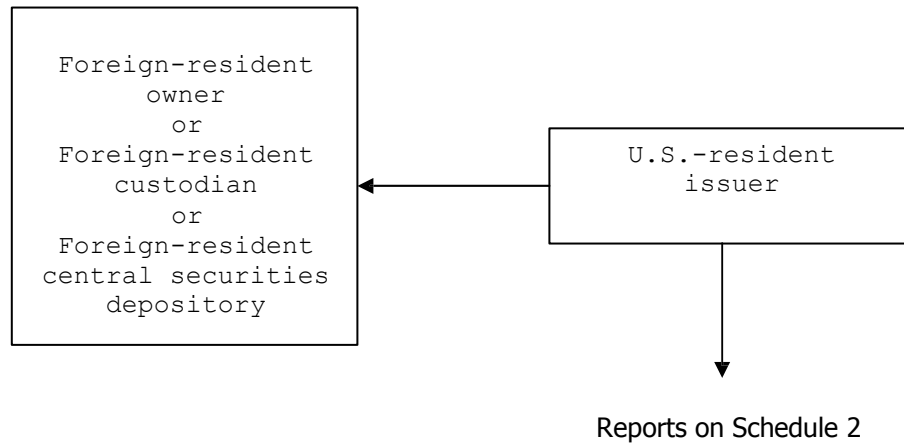 Foreign-resident
owner
or
Foreign-resident
custodian
or
Foreign-resident
central securities
depository
U.S.-resident
issuer
Reports on Schedule 2